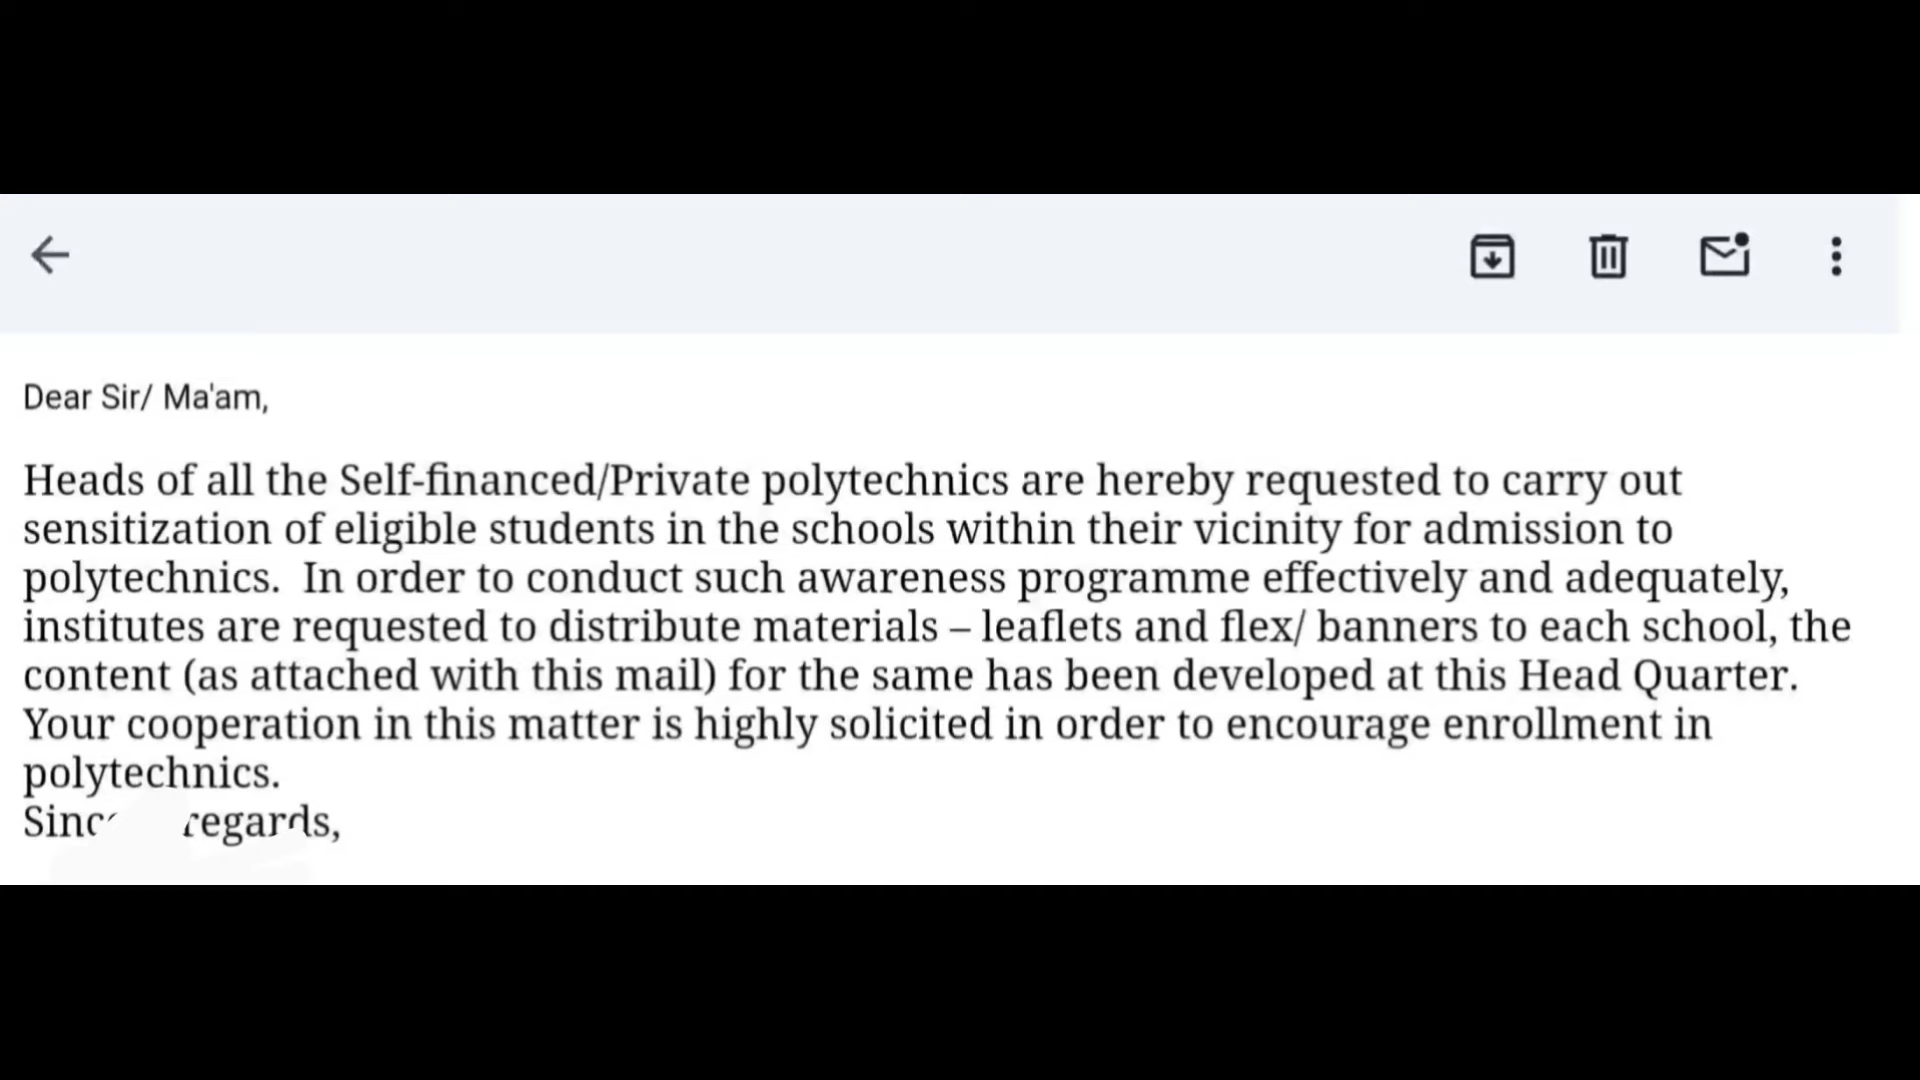 Dear Sir/ Ma'am,
Heads of all the Self-financed/Private polytechnics are hereby requested to carry out
sensitization of eligible students in the schools within their vicinity for admission to
polytechnics.  In order to conduct such awareness programme effectively and adequately,
institutes are requested to distribute materials – leaflets and flex/ banners to each school, the
content (as attached with this mail) for the same has been developed at this Head Quarter.
Your cooperation in this matter is highly solicited in order to encourage enrollment in
polytechnics.
regards,